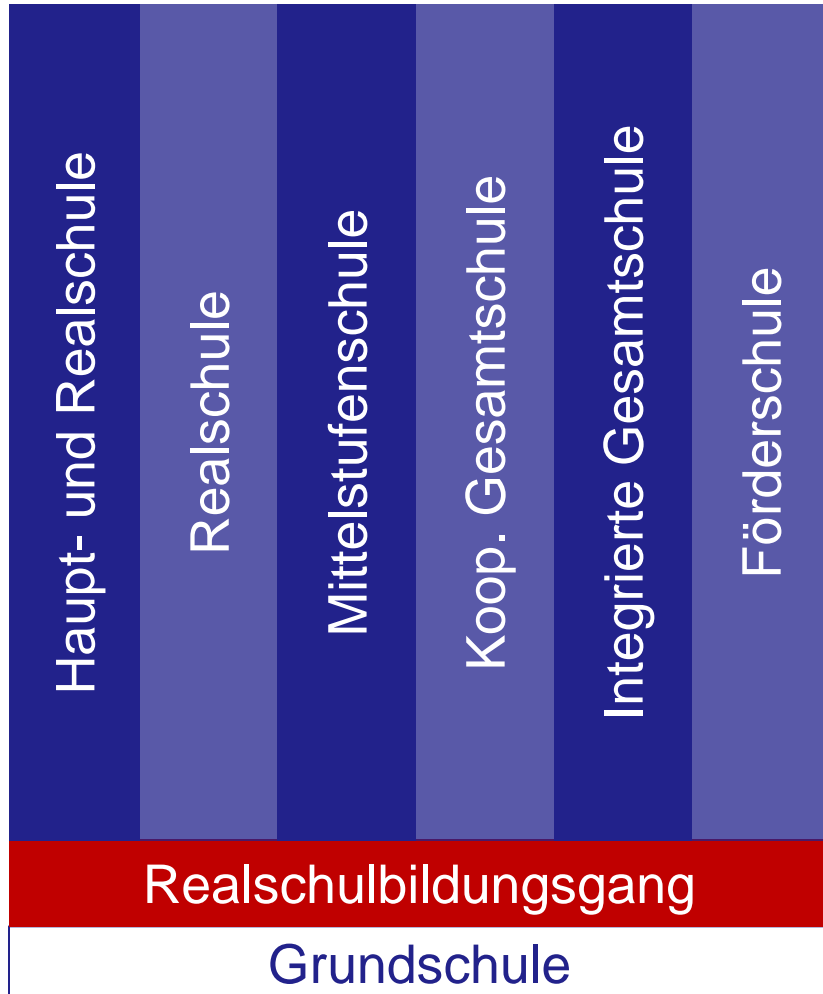 Haupt- und Realschule
Realschule
Mittelstufenschule
Koop. Gesamtschule
Integrierte Gesamtschule
Förderschule
Realschulbildungsgang
Grundschule